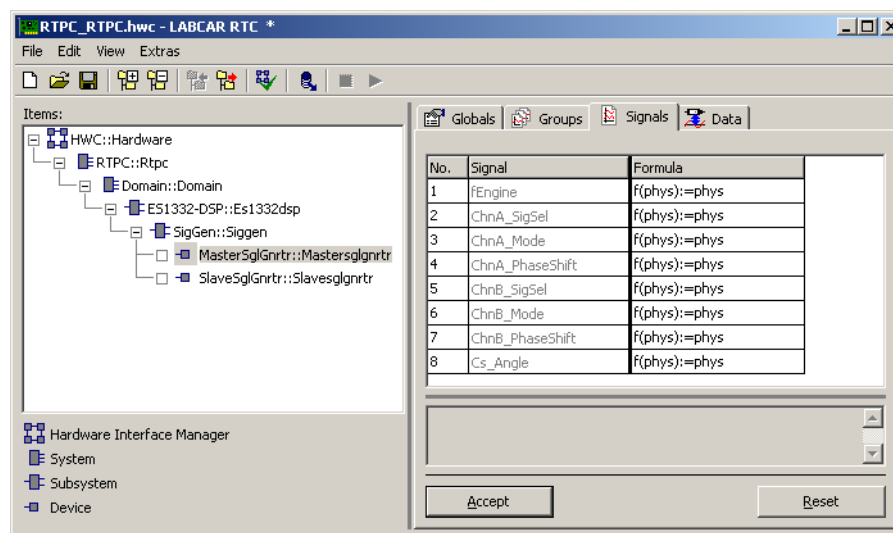 RTPC_RTPC.hwc - LABCAR RTC *
File Edit View Extras
Items:
HWC::Hardware
RTPC::Rtpc
Domain::Domain
ES1332-DSP::Es1332dsp
SigGen::Siggen
MasterSglGnrtr::Mastersglgnrtr
SlaveSglGnrtr::Slavesglgnrtr
Hardware Interface Manager
System
Subsystem
Device
Globals Groups Signals Data
No. Signal Formula
1 fEngine f(phys):=phys
2 ChnA_SigSel f(phys):=phys
3 ChnA_Mode f(phys):=phys
4 ChnA_PhaseShift f(phys):=phys
5 ChnB_SigSel f(phys):=phys
6 ChnB_Mode f(phys):=phys
7 ChnB_PhaseShift f(phys):=phys
8 Cs_Angle f(phys):=phys
Accept Reset